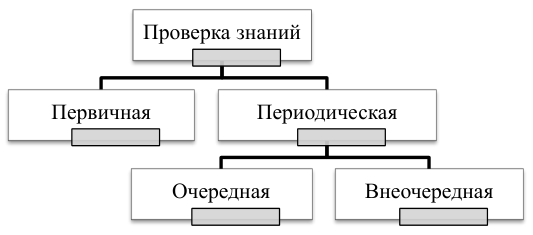 Проверка знаний
Первичная
Периодическая
Очередная
Внеочередная